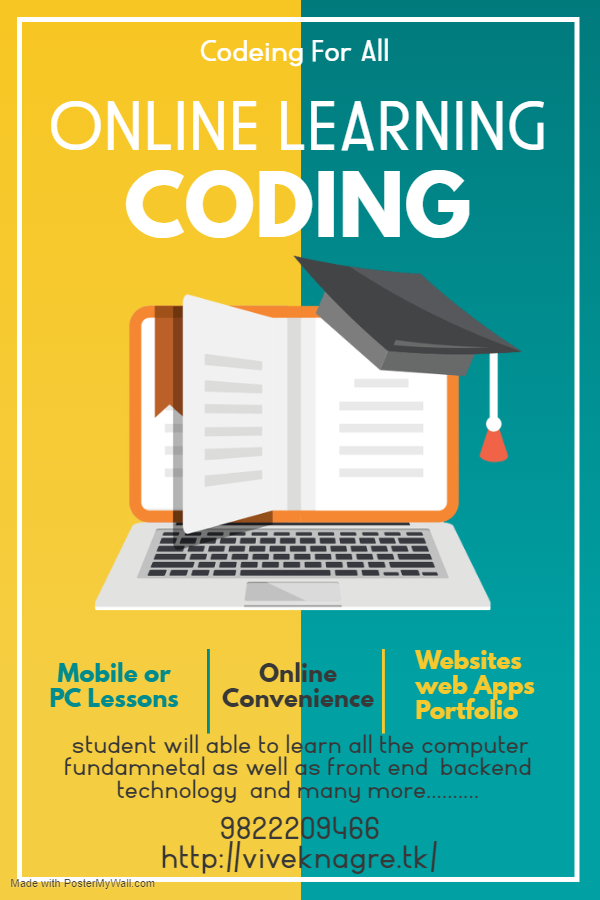 Codeing For All
ONLINE LEARNING
CODING
Mobile or
PC Lessons
Online
Convenience
Websites
web Apps
Portfolio
student will able to learn all the computer
fundamnetal as well as front end backend
technology and many more..........
9822209466
http://viveknagre.tk/
Made with PosterMyWall.com